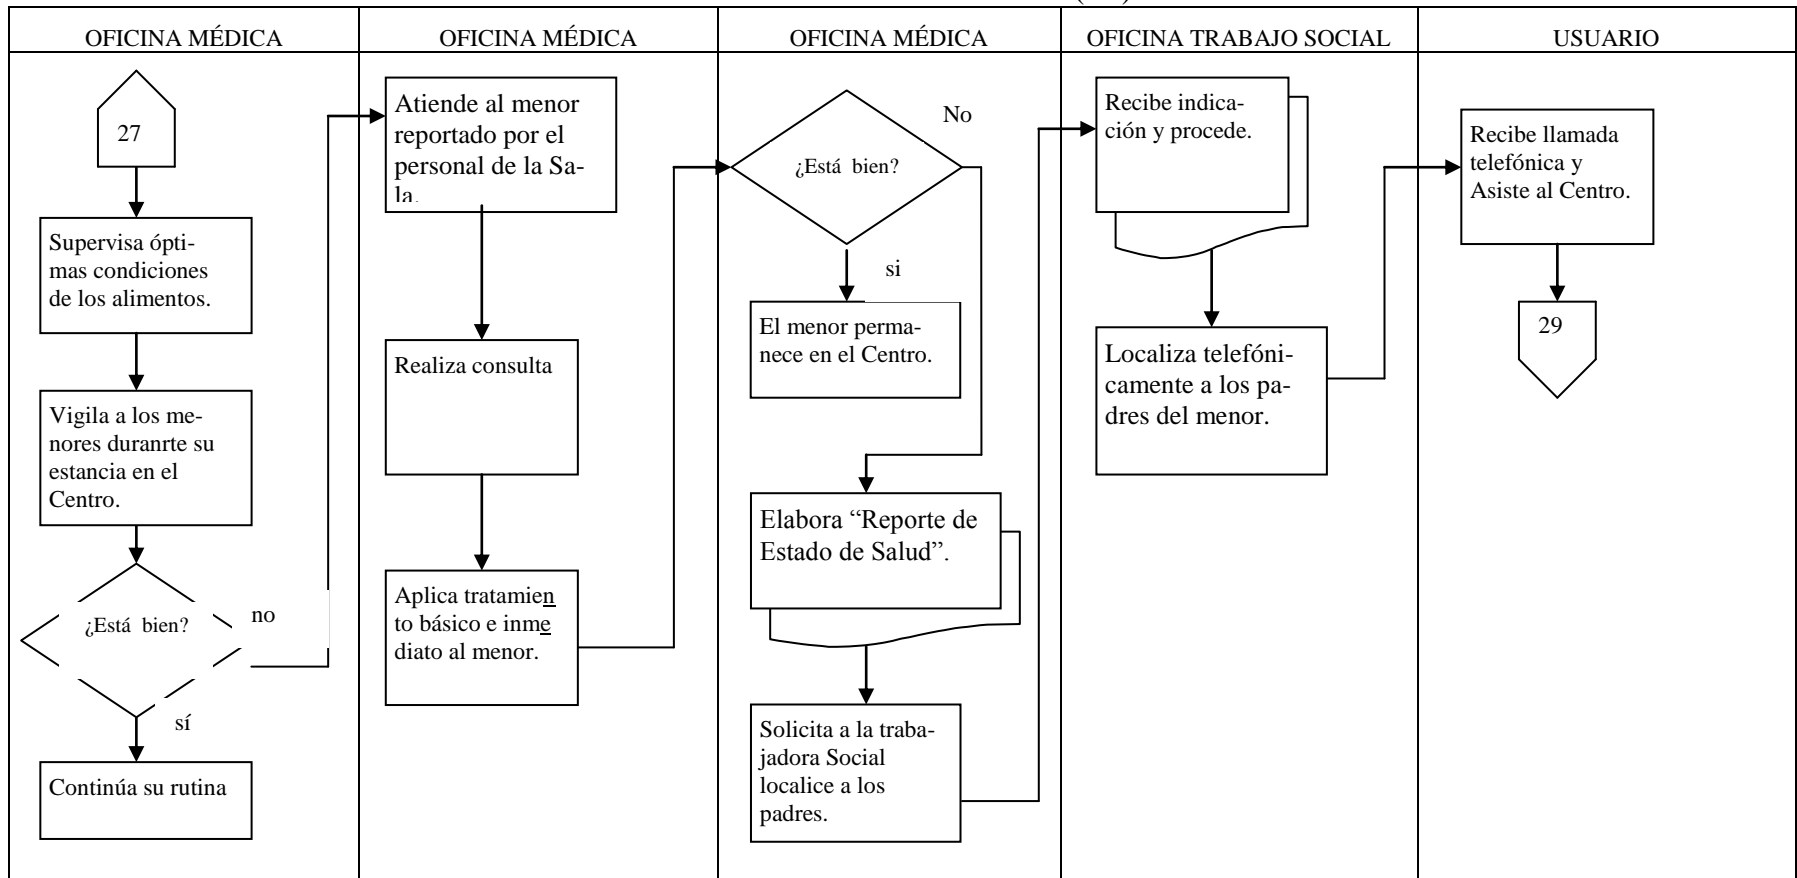 OFICINA MÉDICA
OFICINA MÉDICA
OFICINA MÉDICA
OFICINA TRABAJO SOCIAL
USUARIO
27
Supervisa ópti-
mas condiciones
de los alimentos.
Vigila a los me-
nores duranrte su
estancia en el
Centro.
¿Está bien?
no
sí
Continúa su rutina
Atiende al menor
reportado por el
personal de la Sa-
la.
Realiza consulta
Aplica tratamien
to básico e inme
diato al menor.
¿Está bien?
No
si
El menor perma-
nece en el Centro.
Elabora “Reporte de
Estado de Salud”.
Solicita a la traba-
jadora Social
localice a los
padres.
Recibe indica-
ción y procede.
Localiza telefóni-
camente a los pa-
dres del menor.
Recibe llamada
telefónica y
Asiste al Centro.
29